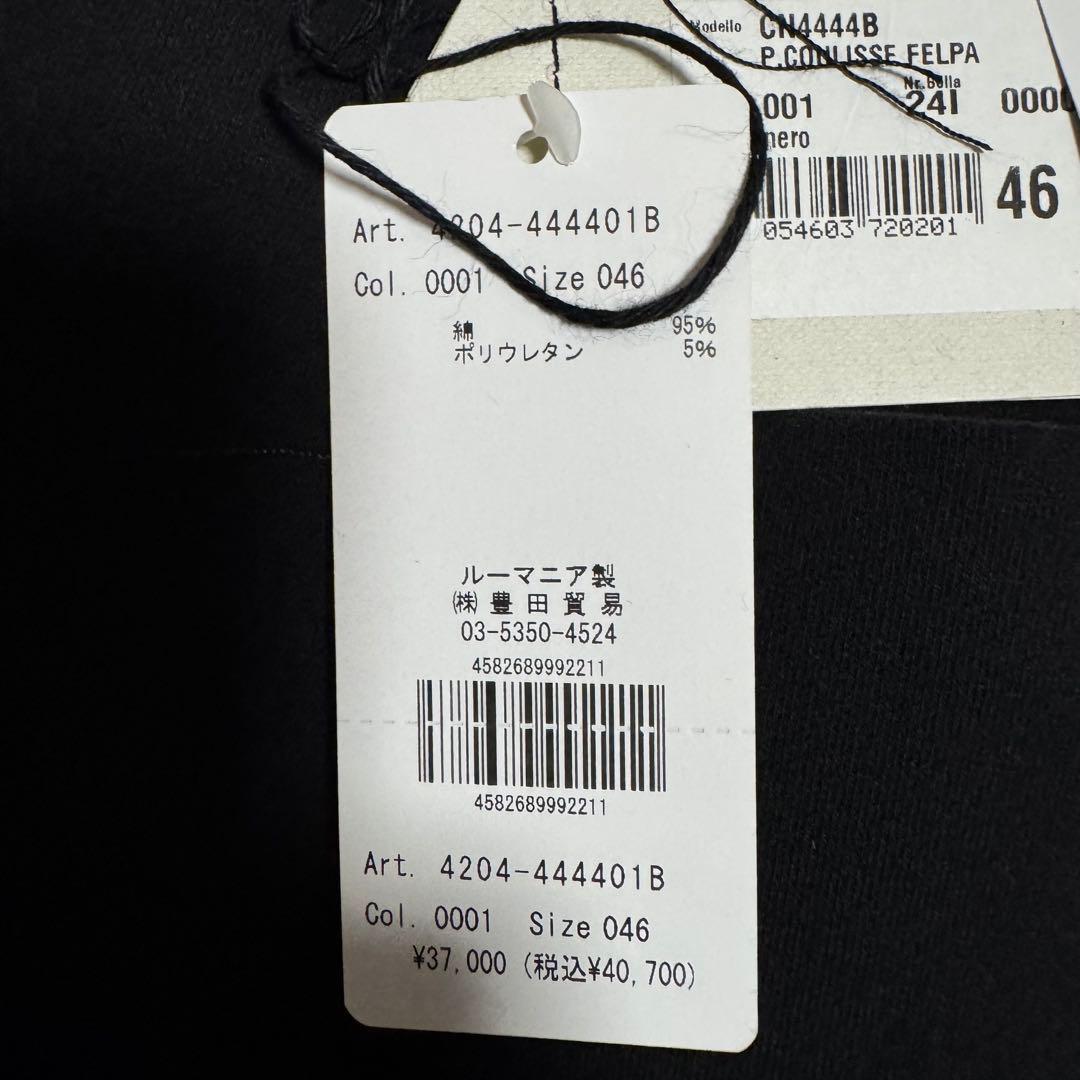 Modello CN4444B
P.COULISSE FELPA
Nr.Bolla
001 24I
nero
46
054603 720201
Art. 4204-444401B
Col. 0001 Size 046
綿 95%
ポリウレタン 5%
ルーマニア製
㈱豊田貿易
03-5350-4524
4582689992211
4582689992211
Art. 4204-444401B
Col. 0001 Size 046
¥37,000 (税込¥40,700)